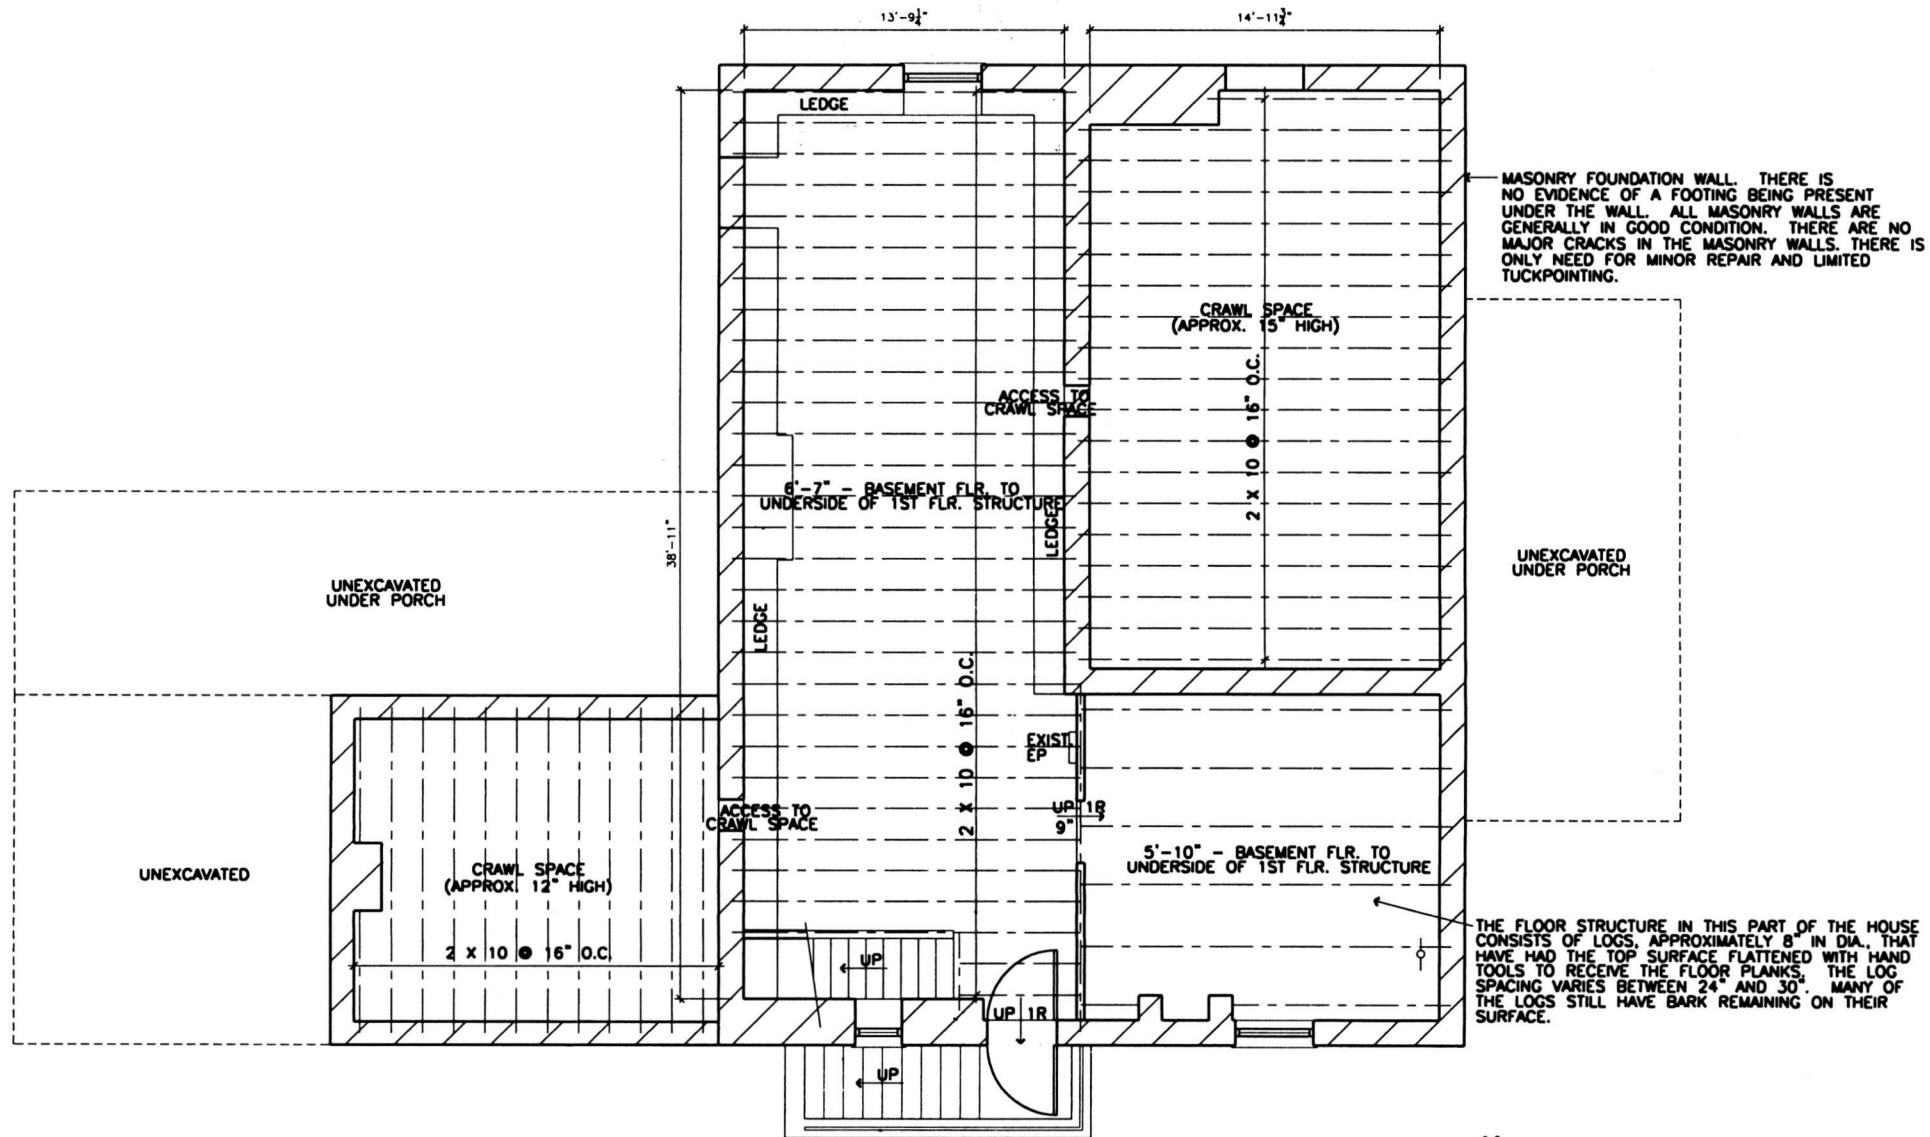 13'-9¼"
14'-11¾"
LEDGE
MASONRY FOUNDATION WALL. THERE IS
NO EVIDENCE OF A FOOTING BEING PRESENT
UNDER THE WALL. ALL MASONRY WALLS ARE
GENERALLY IN GOOD CONDITION. THERE ARE NO
MAJOR CRACKS IN THE MASONRY WALLS. THERE IS
ONLY NEED FOR MINOR REPAIR AND LIMITED
TUCKPOINTING.
CRAWL SPACE
(APPROX. 15" HIGH)
ACCESS TO
CRAWL SPACE
2 X 10 @ 16" O.C.
6'-7" - BASEMENT FLR. TO
UNDERSIDE OF 1ST FLR. STRUCTURE
LEDGE
38'-11"
UNEXCAVATED
UNDER PORCH
UNEXCAVATED
UNDER PORCH
LEDGE
2 X 10 @ 16" O.C.
EXIST.
EP
UP 1R
9"
ACCESS TO
CRAWL SPACE
5'-10" - BASEMENT FLR. TO
UNDERSIDE OF 1ST FLR. STRUCTURE
UNEXCAVATED
CRAWL SPACE
(APPROX. 12" HIGH)
2 X 10 @ 16" O.C.
THE FLOOR STRUCTURE IN THIS PART OF THE HOUSE
CONSISTS OF LOGS, APPROXIMATELY 8" IN DIA., THAT
HAVE HAD THE TOP SURFACE FLATTENED WITH HAND
TOOLS TO RECEIVE THE FLOOR PLANKS. THE LOG
SPACING VARIES BETWEEN 24" AND 30". MANY OF
THE LOGS STILL HAVE BARK REMAINING ON THEIR
SURFACE.
UP
UP 1R
UP